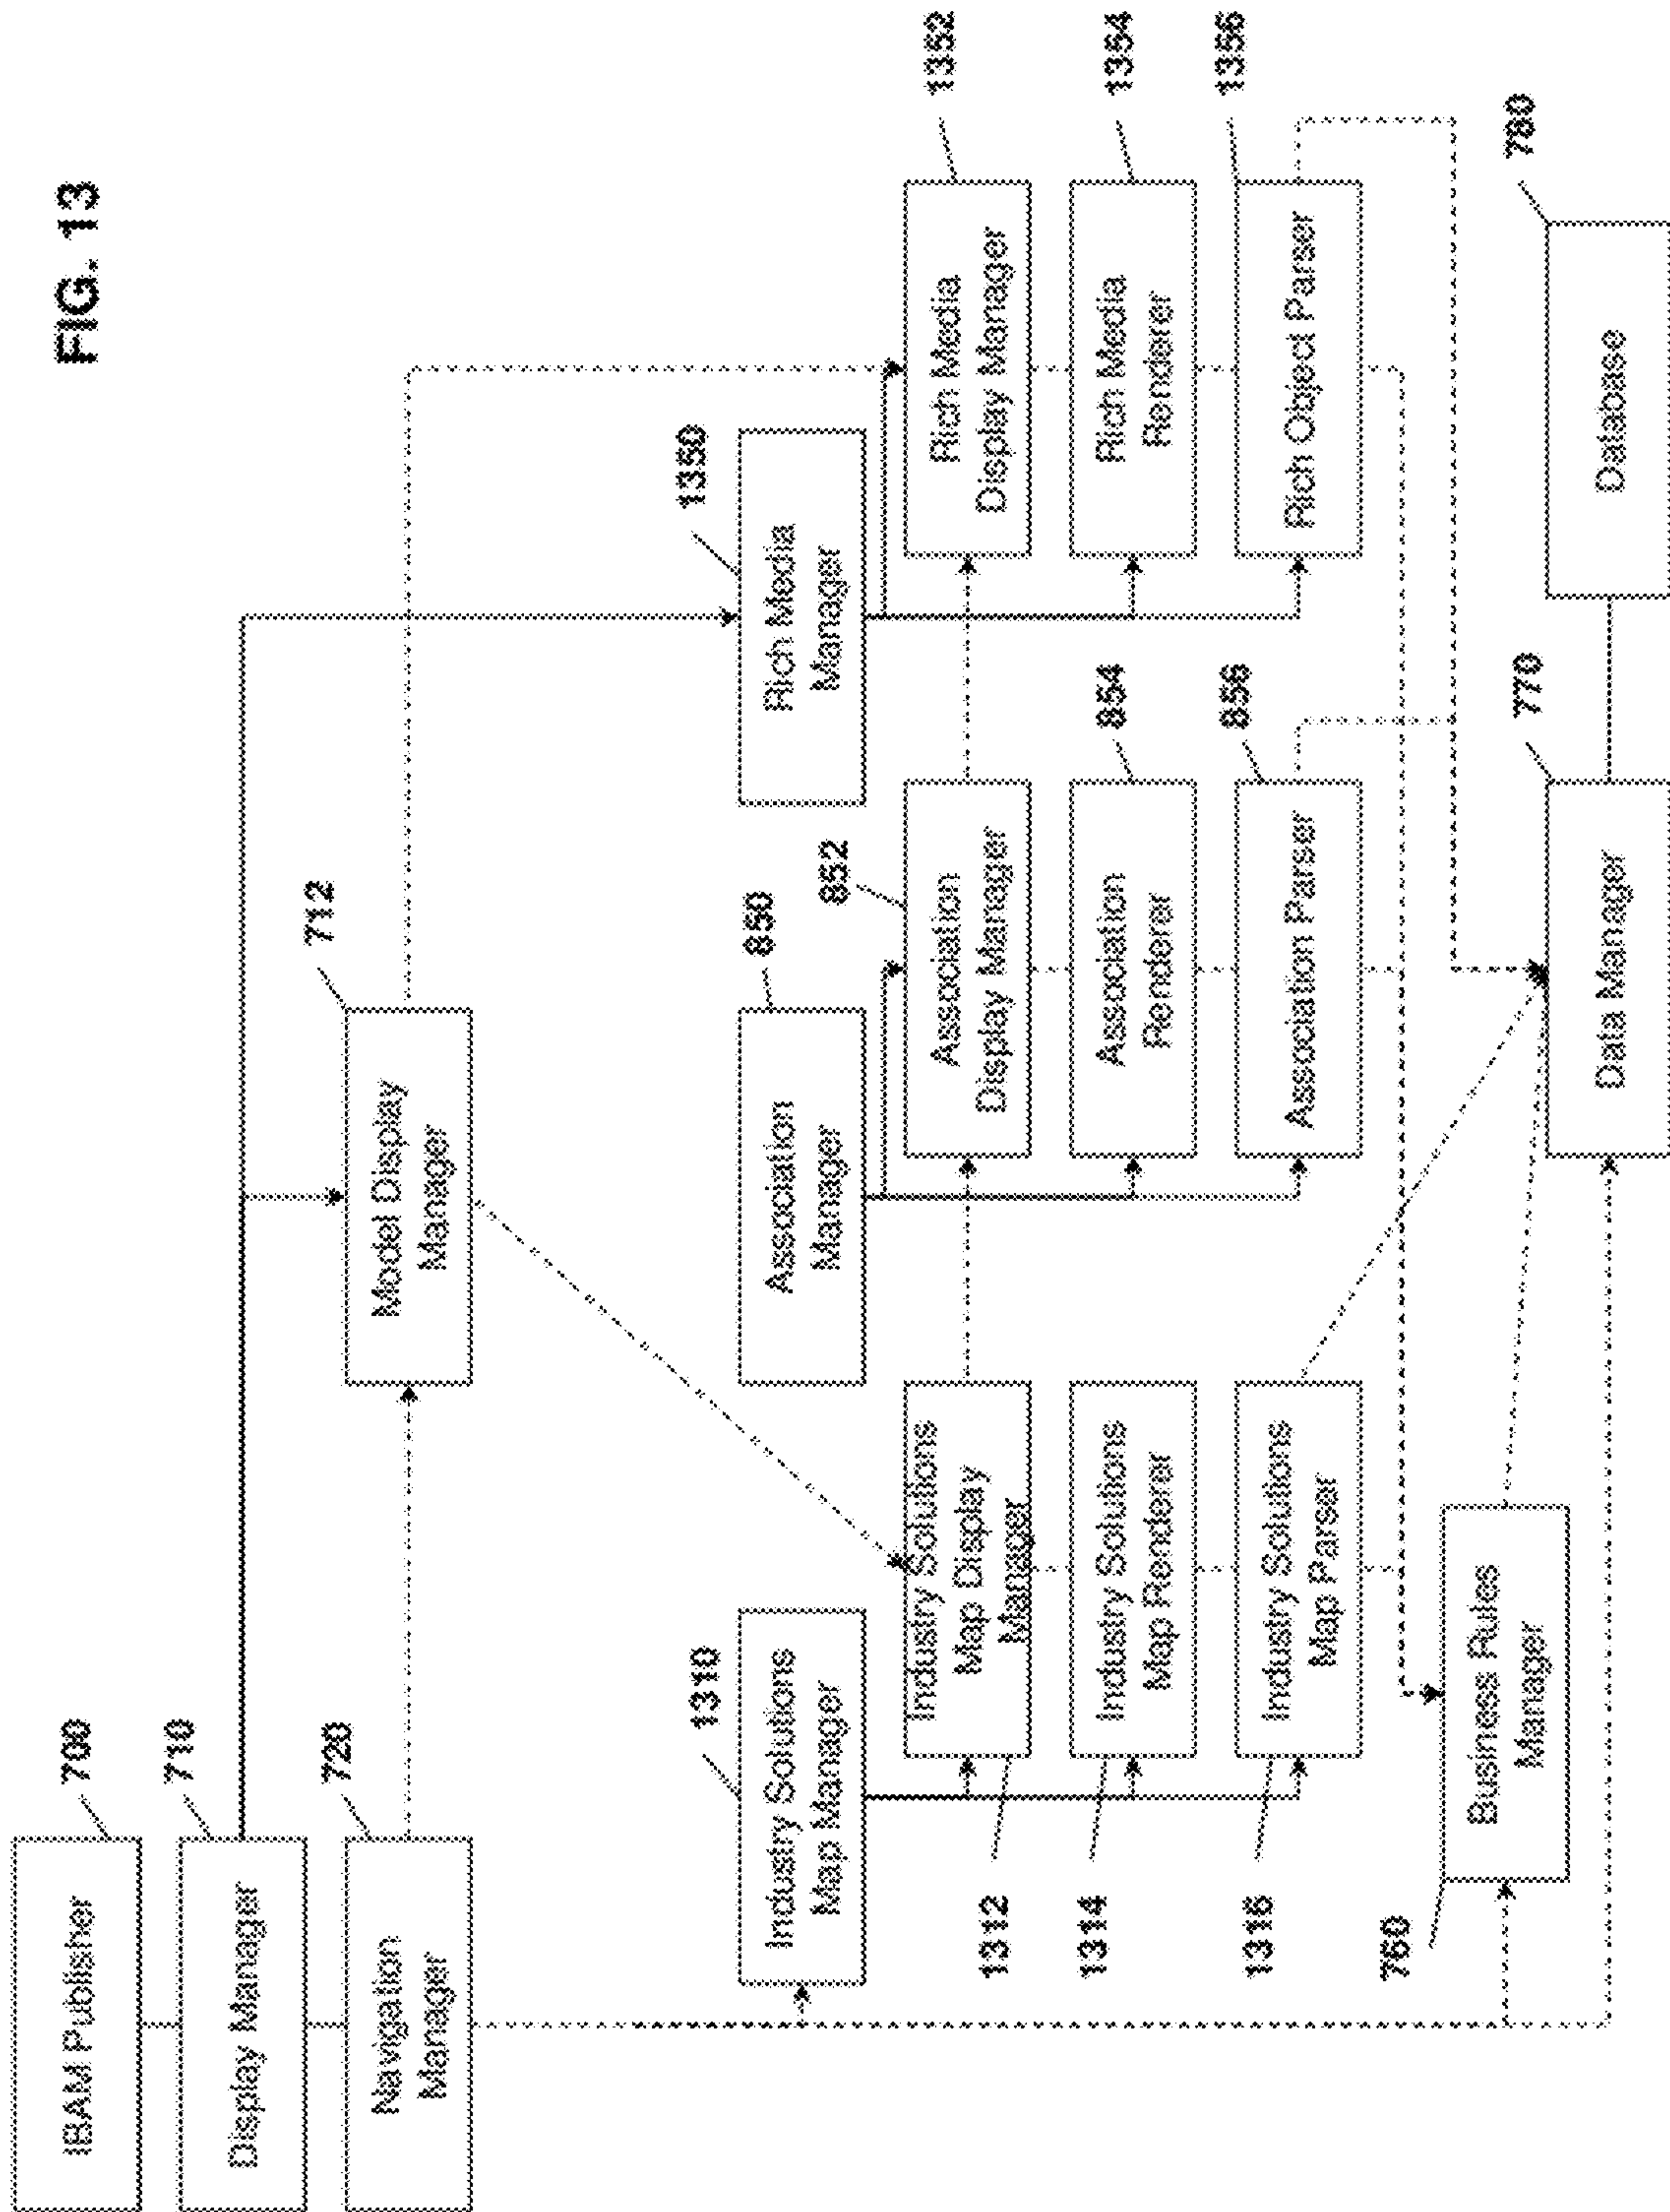 FIG. 13
IBAM Publisher
700
Display Manager
710
Navigation
Manager
720
Model Display
Manager
712
Industry Solutions
Map Manager
1310
Association
Manager
850
Rich Media
Manager
1350
Industry Solutions
Map Display
Manager
1312
Association
Display Manager
852
Rich Media
Display Manager
1352
Industry Solutions
Map Renderer
1314
Association
Renderer
854
Rich Media
Renderer
1354
Industry Solutions
Map Parser
1316
Association Parser
856
Rich Object Parser
1356
Business Rules
Manager
760
Data Manager
770
Database
780